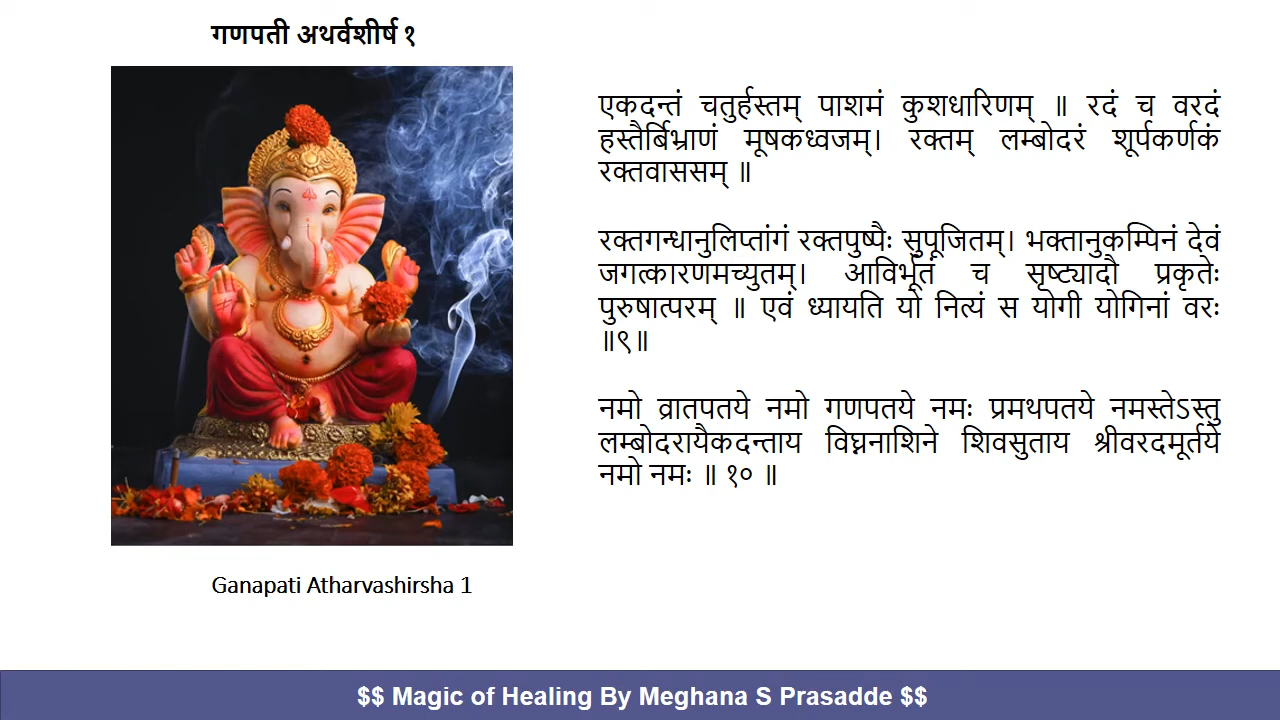 गणपती अथर्वशीर्ष १
एकदन्तं चतुर्हस्तम् पाशमं कुशधारिणम् ॥ रदं च वरदं
हस्तैर्बिभ्राणं मूषकध्वजम्। रक्तम् लम्बोदरं शूर्पकर्णकं
रक्तवाससम् ॥
रक्तगन्धानुलिप्तांगं रक्तपुष्पैः सुपूजितम्। भक्तानुकम्पिनं देवं
जगत्कारणमच्युतम्। आविर्भूतं च सृष्ट्यादौ प्रकृतेः
पुरुषात्परम् ॥ एवं ध्यायति यो नित्यं स योगी योगिनां वरः
॥९॥
नमो व्रातपतये नमो गणपतये नमः प्रमथपतये नमस्तेऽस्तु
लम्बोदरायैकदन्ताय विघ्ननाशिने शिवसुताय श्रीवरदमूर्तये
नमो नमः ॥ १० ॥
Ganapati Atharvashirsha 1
$$ Magic of Healing By Meghana S Prasadde $$